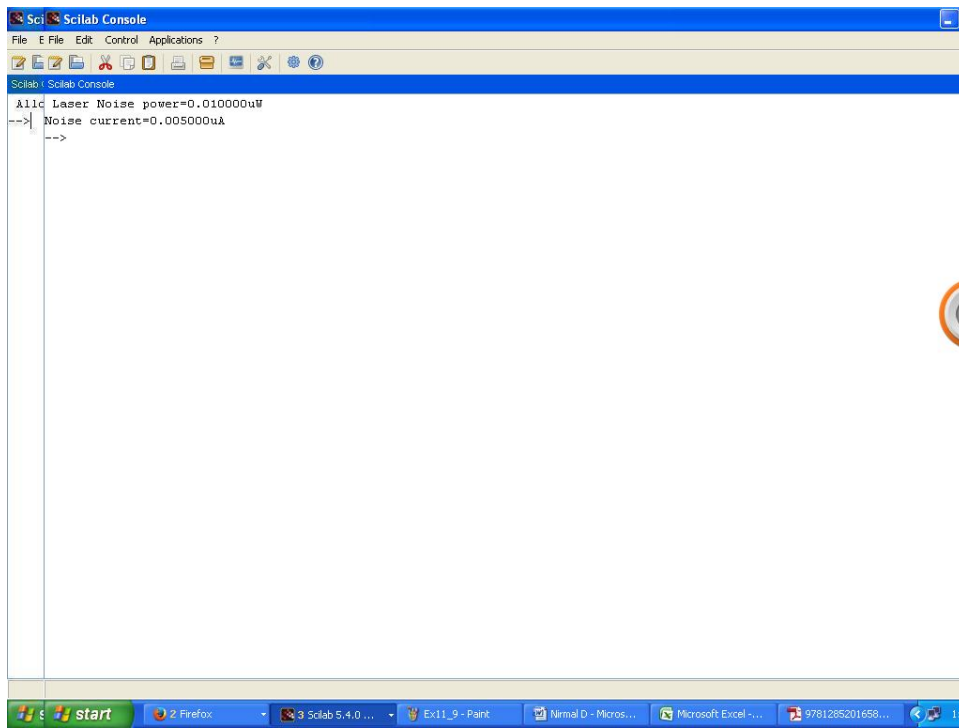 Sci Scilab Console
File E File Edit Control Applications ?
Scilab ( Scilab Console
Allo Laser Noise power=0.010000uW
--> Noise current=0.005000uA
-->
s start 2 Firefox 3 Scilab 5.4.0 ... Ex11_9 - Paint Nirmal D - Micros... Microsoft Excel -... 9781285201658...